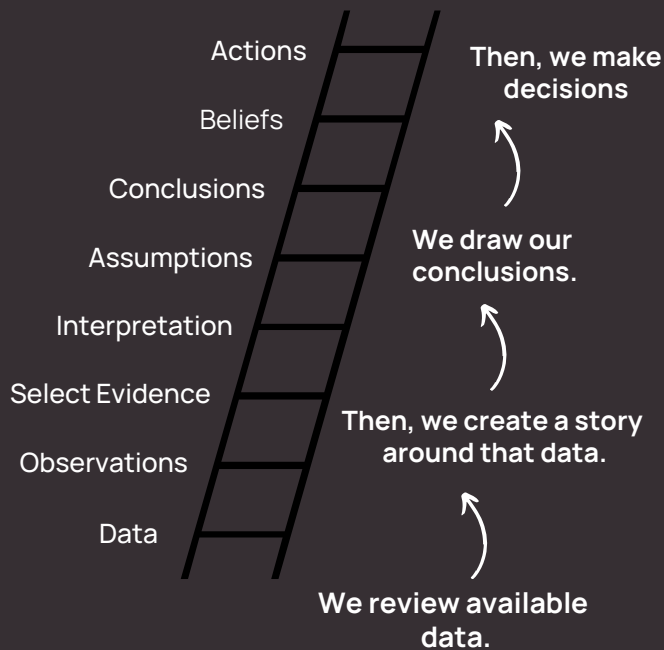 Actions
Beliefs
Conclusions
Assumptions
Interpretation
Select Evidence
Observations
Data
Then, we make
decisions
We draw our
conclusions.
Then, we create a story
around that data.
We review available
data.